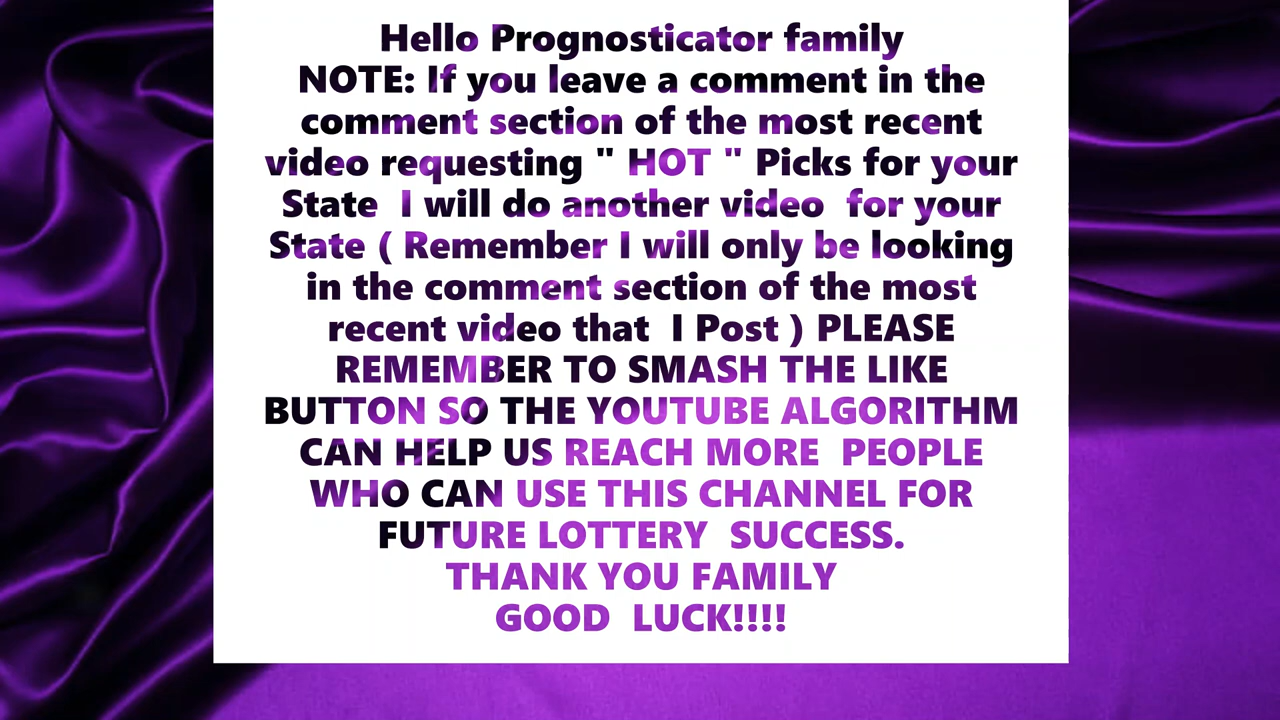 Hello Prognosticator family
NOTE: If you leave a comment in the
comment section of the most recent
video requesting " HOT " Picks for your
State  I will do another video  for your
State ( Remember I will only be looking
in the comment section of the most
recent video that  I Post ) PLEASE
REMEMBER TO SMASH THE LIKE
BUTTON SO THE YOUTUBE ALGORITHM
CAN HELP US REACH MORE  PEOPLE
WHO CAN USE THIS CHANNEL FOR
FUTURE LOTTERY  SUCCESS.
THANK YOU FAMILY
GOOD  LUCK!!!!